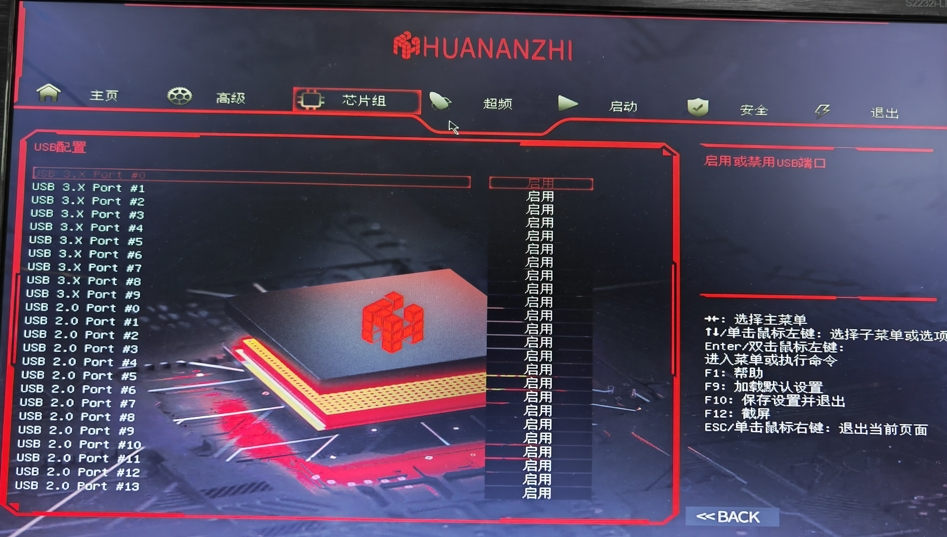 HUANANZHI
主页 高级 芯片组 超频 启动 安全 退出
USB配置
启用或禁用USB端口
USB 3.X Port #0 启用
USB 3.X Port #1 启用
USB 3.X Port #2 启用
USB 3.X Port #3 启用
USB 3.X Port #4 启用
USB 3.X Port #5 启用
USB 3.X Port #6 启用
USB 3.X Port #7 启用
USB 3.X Port #8 启用
USB 3.X Port #9 启用
USB 2.0 Port #0 启用
USB 2.0 Port #1 启用
USB 2.0 Port #2 启用
USB 2.0 Port #3 启用
USB 2.0 Port #4 启用
USB 2.0 Port #5 启用
USB 2.0 Port #6 启用
USB 2.0 Port #7 启用
USB 2.0 Port #8 启用
USB 2.0 Port #9 启用
USB 2.0 Port #10 启用
USB 2.0 Port #11 启用
USB 2.0 Port #12 启用
USB 2.0 Port #13 启用
→←: 选择主菜单
↑↓/单击鼠标左键: 选择子菜单或选项
Enter/双击鼠标左键:
进入菜单或执行命令
F1: 帮助
F9: 加载默认设置
F10: 保存设置并退出
F12: 截屏
ESC/单击鼠标右键: 退出当前页面
<<BACK